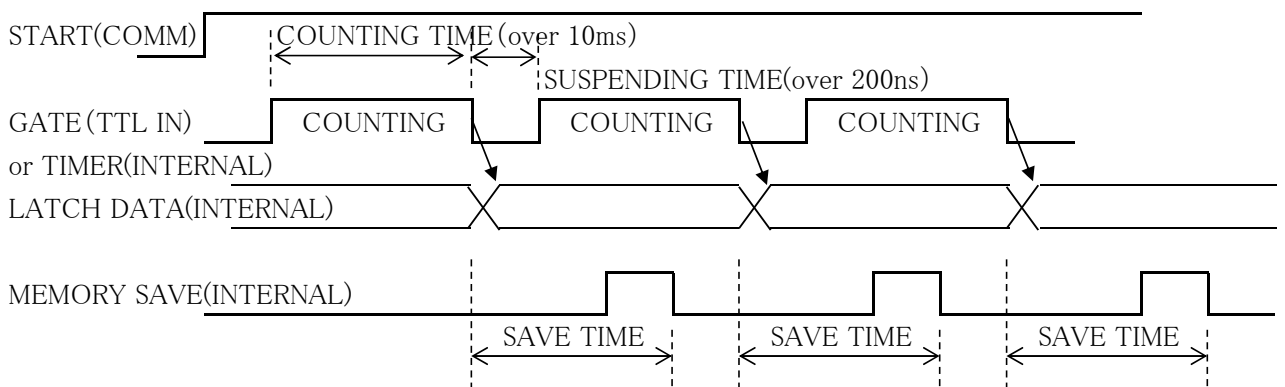 START(COMM)
COUNTING TIME(over 10ms)
SUSPENDING TIME(over 200ns)
GATE(TTL IN)
COUNTING
COUNTING
COUNTING
or TIMER(INTERNAL)
LATCH DATA(INTERNAL)
MEMORY SAVE(INTERNAL)
SAVE TIME
SAVE TIME
SAVE TIME